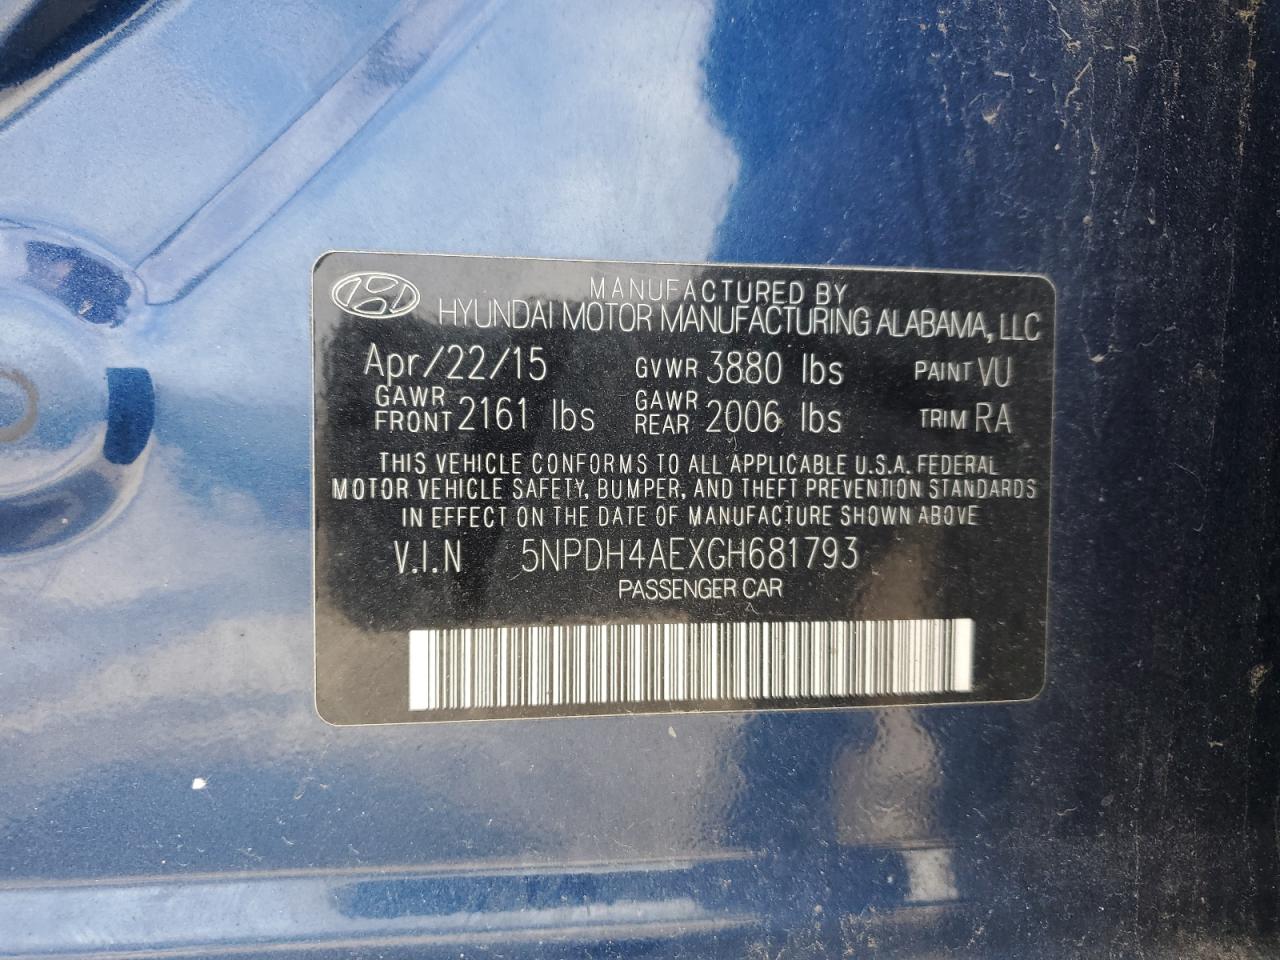 MANUFACTURED BY
HYUNDAI MOTOR MANUFACTURING ALABAMA, LLC
Apr/22/15 GVWR 3880 lbs PAINT VU
GAWR FRONT 2161 lbs GAWR REAR 2006 lbs TRIM RA
THIS VEHICLE CONFORMS TO ALL APPLICABLE U.S.A. FEDERAL
MOTOR VEHICLE SAFETY, BUMPER, AND THEFT PREVENTION STANDARDS
IN EFFECT ON THE DATE OF MANUFACTURE SHOWN ABOVE
V.I.N 5NPDH4AEXGH681793
PASSENGER CAR